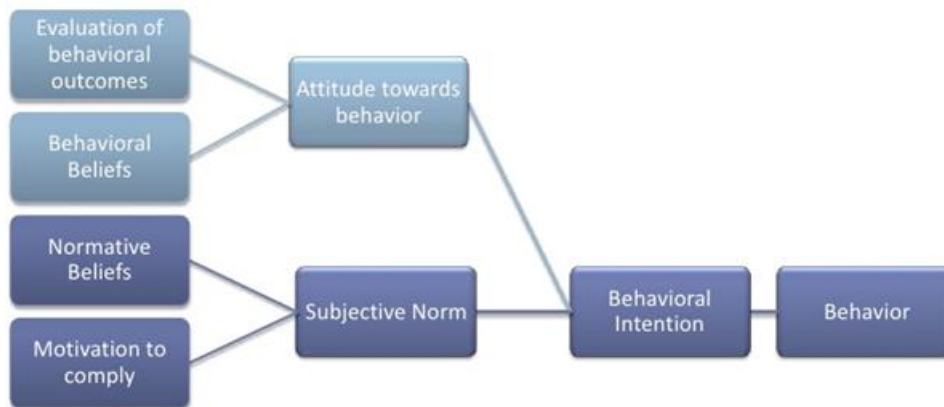 Evaluation of
behavioral
outcomes
Behavioral
Beliefs
Normative
Beliefs
Motivation to
comply
Attitude towards
behavior
Subjective Norm
Behavioral
Intention
Behavior